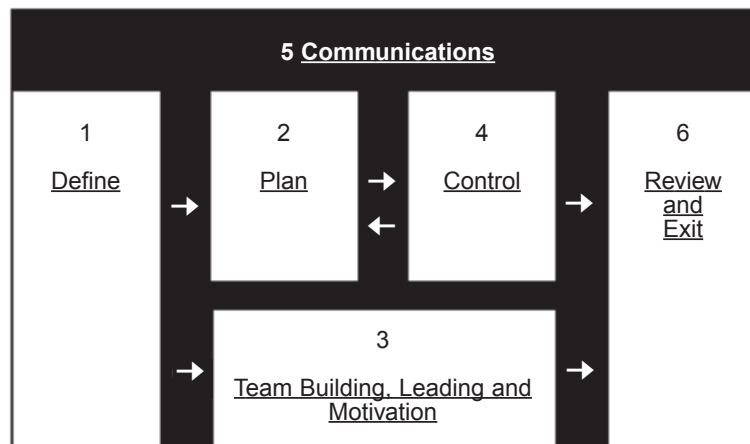 5 Communications
1
Define
2
Plan
4
Control
6
Review
and
Exit
3
Team Building, Leading and
Motivation